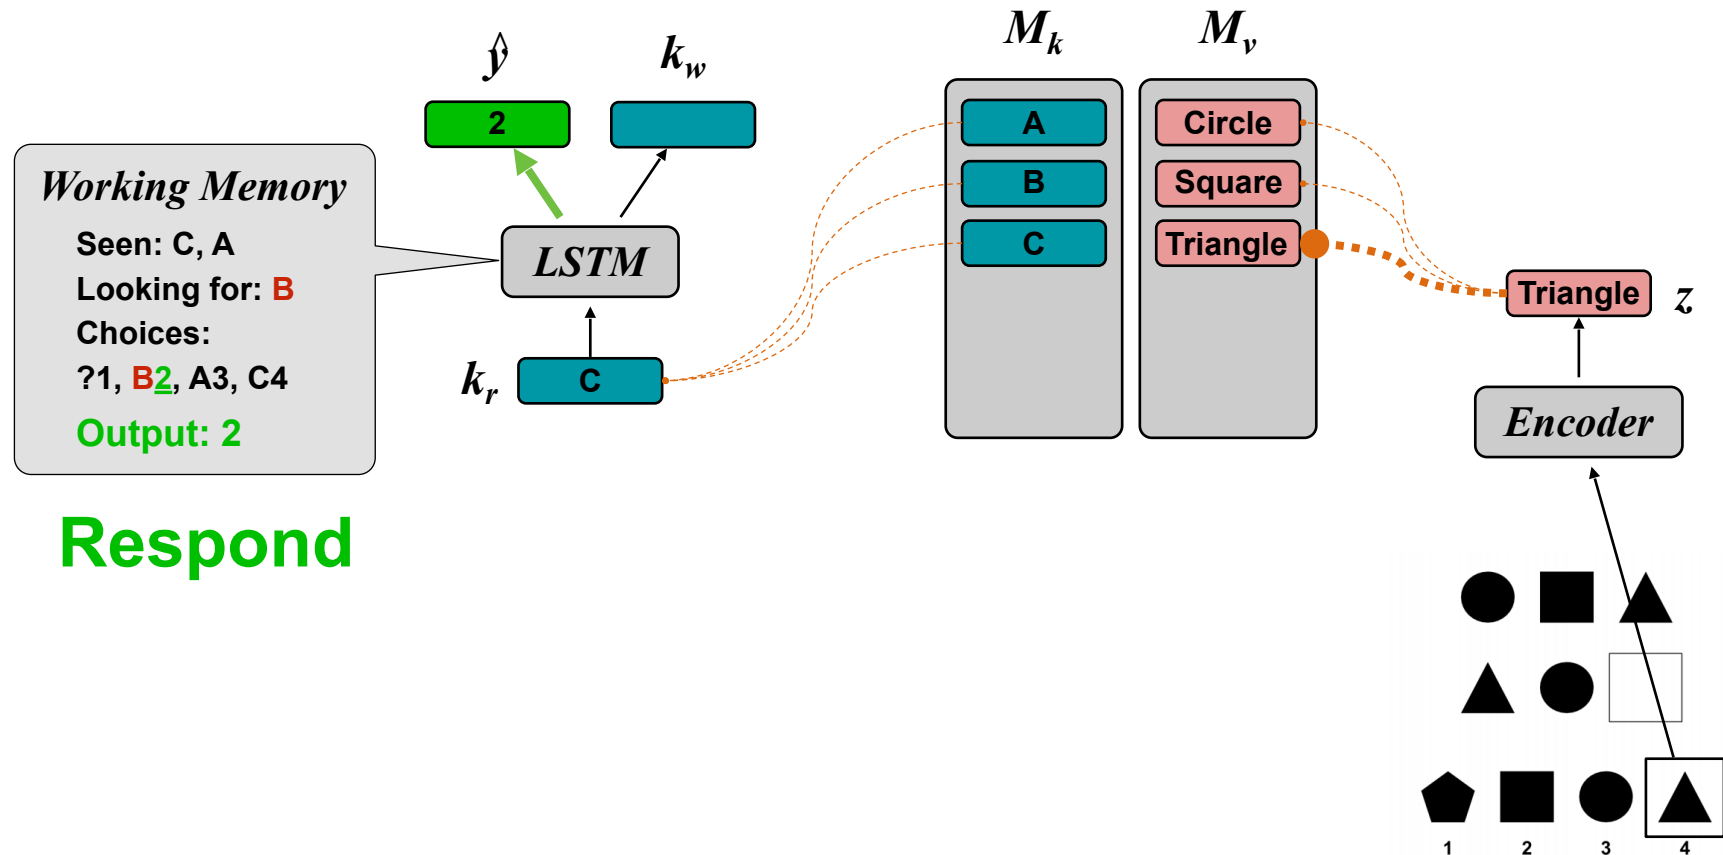 ŷ
k_w
M_k
M_v
2
A
Circle
Working Memory
Seen: C, A
Looking for: B
Choices:
?1, B2, A3, C4
Output: 2
B
Square
LSTM
C
Triangle
Triangle
z
k_r
C
Encoder
Respond
1 2 3 4